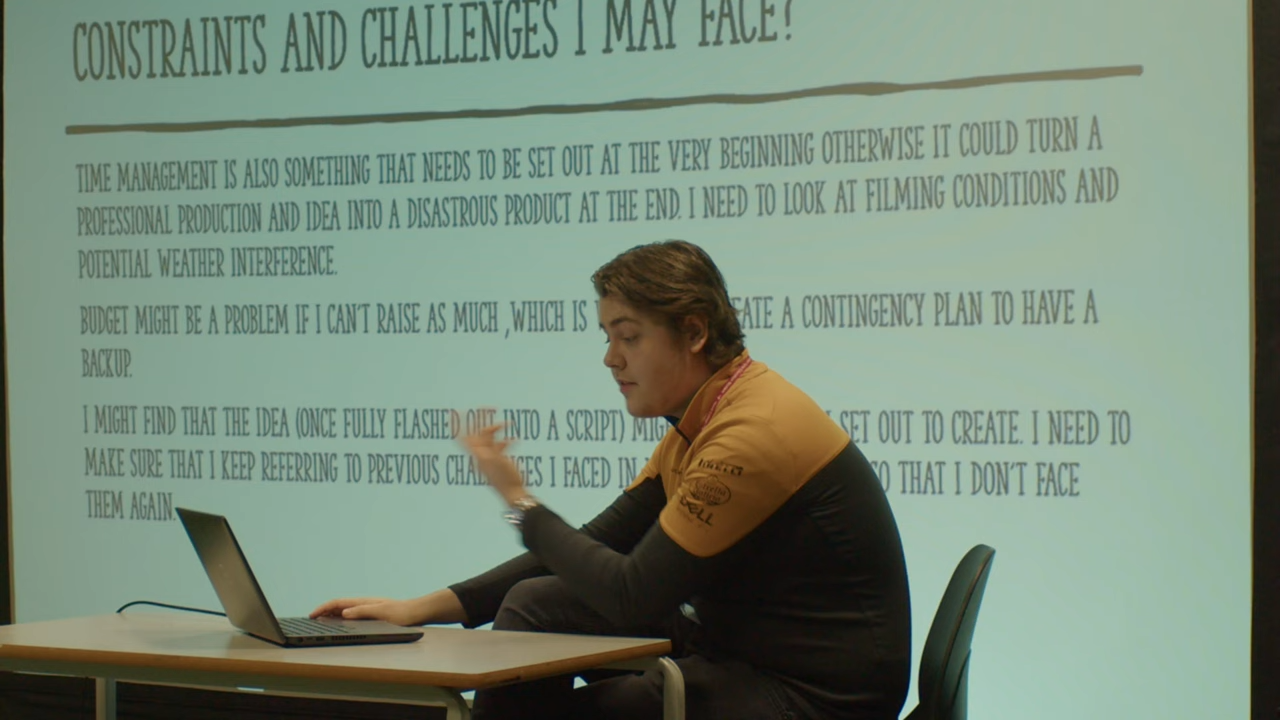 CONSTRAINTS AND CHALLENGES I MAY FACE?
TIME MANAGEMENT IS ALSO SOMETHING THAT NEEDS TO BE SET OUT AT THE VERY BEGINNING OTHERWISE IT COULD TURN A
PROFESSIONAL PRODUCTION AND IDEA INTO A DISASTROUS PRODUCT AT THE END. I NEED TO LOOK AT FILMING CONDITIONS AND
POTENTIAL WEATHER INTERFERENCE.
BUDGET MIGHT BE A PROBLEM IF I CAN'T RAISE AS MUCH ,WHICH IS A CONTINGENCY PLAN TO HAVE A
BACKUP.
I MIGHT FIND THAT THE IDEA (ONCE FULLY FLASHED OUT INTO A SCRIPT) SET OUT TO CREATE. I NEED TO
MAKE SURE THAT I KEEP REFERRING TO PREVIOUS CHALLENGES I FACED IN SO THAT I DON'T FACE
THEM AGAIN.
PIRELLI
DELL